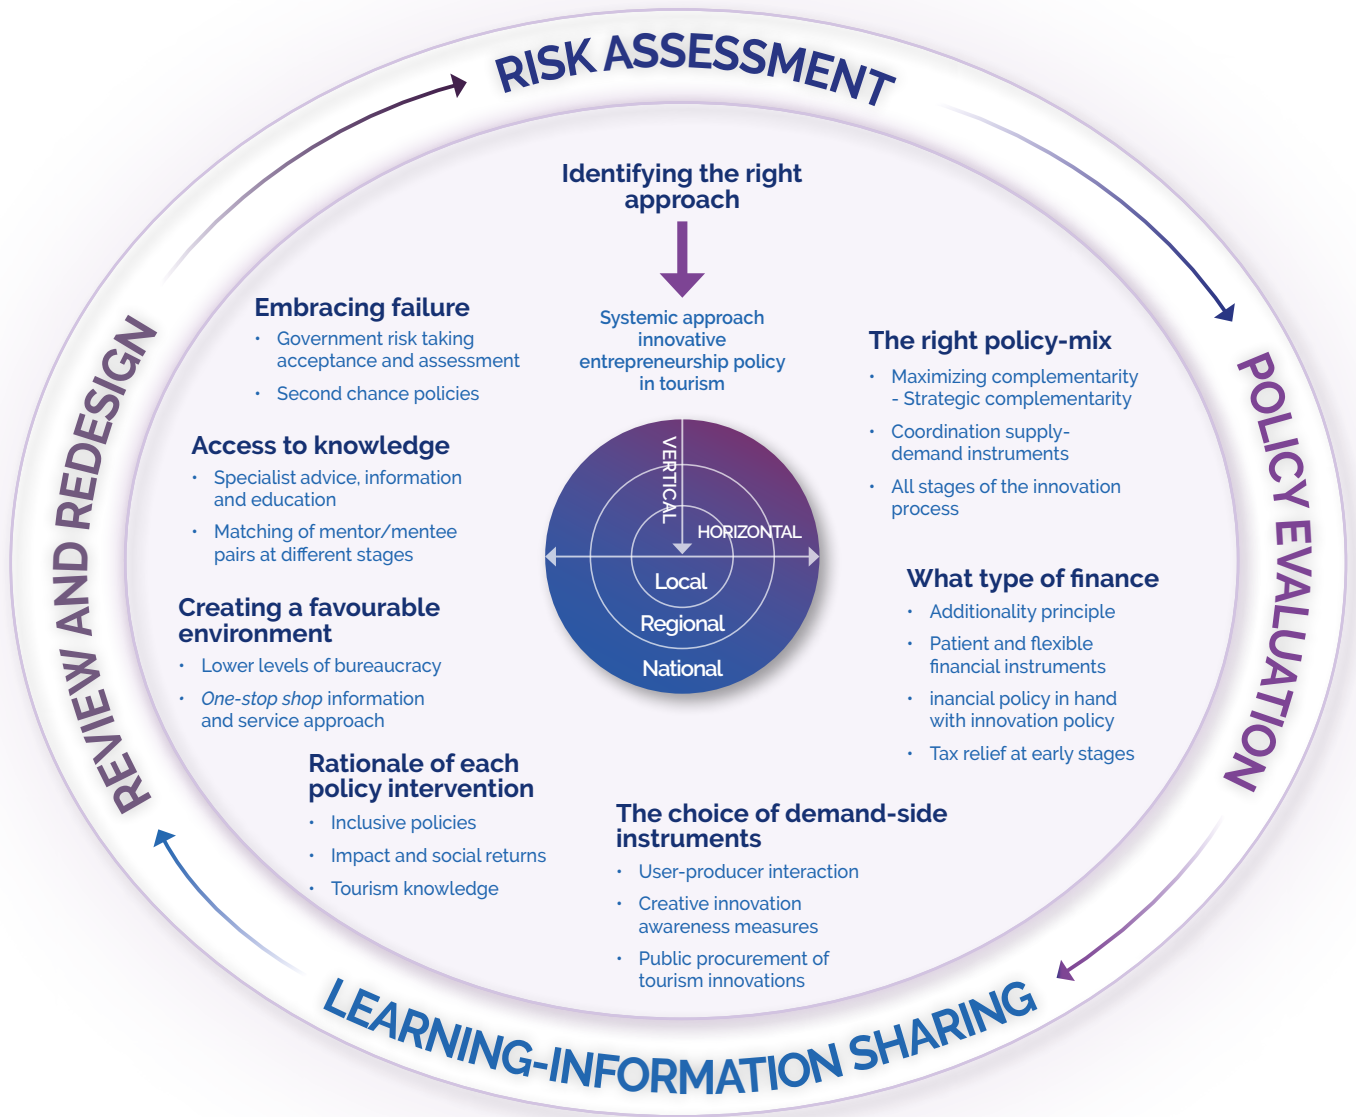 RISK ASSESSMENT
Identifying the right
approach
Systemic approach
innovative
entrepreneurship policy
in tourism
Embracing failure
• Government risk taking
acceptance and assessment
• Second chance policies
Access to knowledge
• Specialist advice, information
and education
• Matching of mentor/mentee
pairs at different stages
Creating a favourable
environment
• Lower levels of bureaucracy
• One-stop shop information
and service approach
Rationale of each
policy intervention
• Inclusive policies
• Impact and social returns
• Tourism knowledge
VERTICAL
HORIZONTAL
Local
Regional
National
The right policy-mix
• Maximizing complementarity
- Strategic complementarity
• Coordination supply-
demand instruments
• All stages of the innovation
process
What type of finance
• Additionality principle
• Patient and flexible
financial instruments
• inancial policy in hand
with innovation policy
• Tax relief at early stages
The choice of demand-side
instruments
• User-producer interaction
• Creative innovation
awareness measures
• Public procurement of
tourism innovations
POLICY EVALUATION
LEARNING-INFORMATION SHARING
REVIEW AND REDESIGN